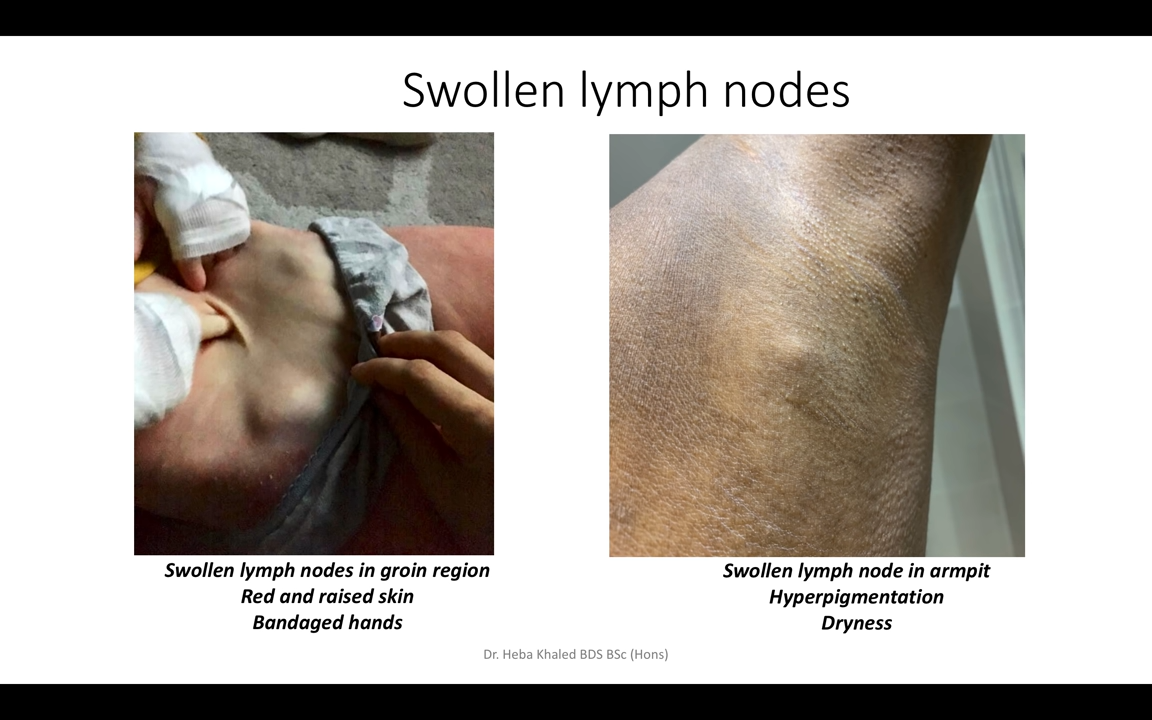 Swollen lymph nodes
Swollen lymph nodes in groin region
Red and raised skin
Bandaged hands
Swollen lymph node in armpit
Hyperpigmentation
Dryness
Dr. Heba Khaled BDS BSc (Hons)